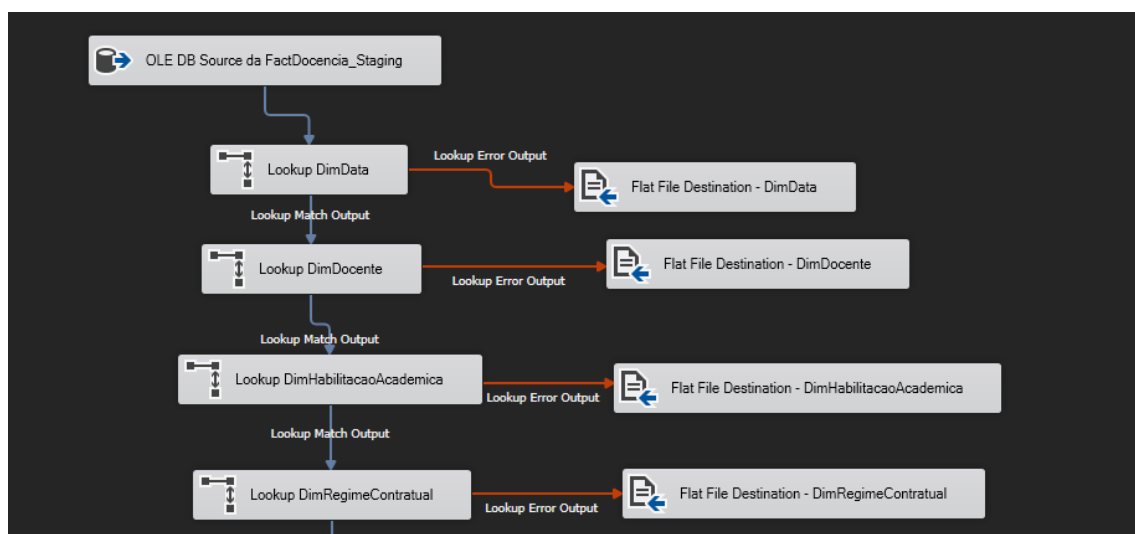 OLE DB Source da FactDocencia_Staging
Lookup DimData
Lookup Error Output
Flat File Destination - DimData
Lookup Match Output
Lookup DimDocente
Lookup Error Output
Flat File Destination - DimDocente
Lookup Match Output
Lookup DimHabilitacaoAcademica
Lookup Error Output
Flat File Destination - DimHabilitacaoAcademica
Lookup Match Output
Lookup DimRegimeContratual
Lookup Error Output
Flat File Destination - DimRegimeContratual